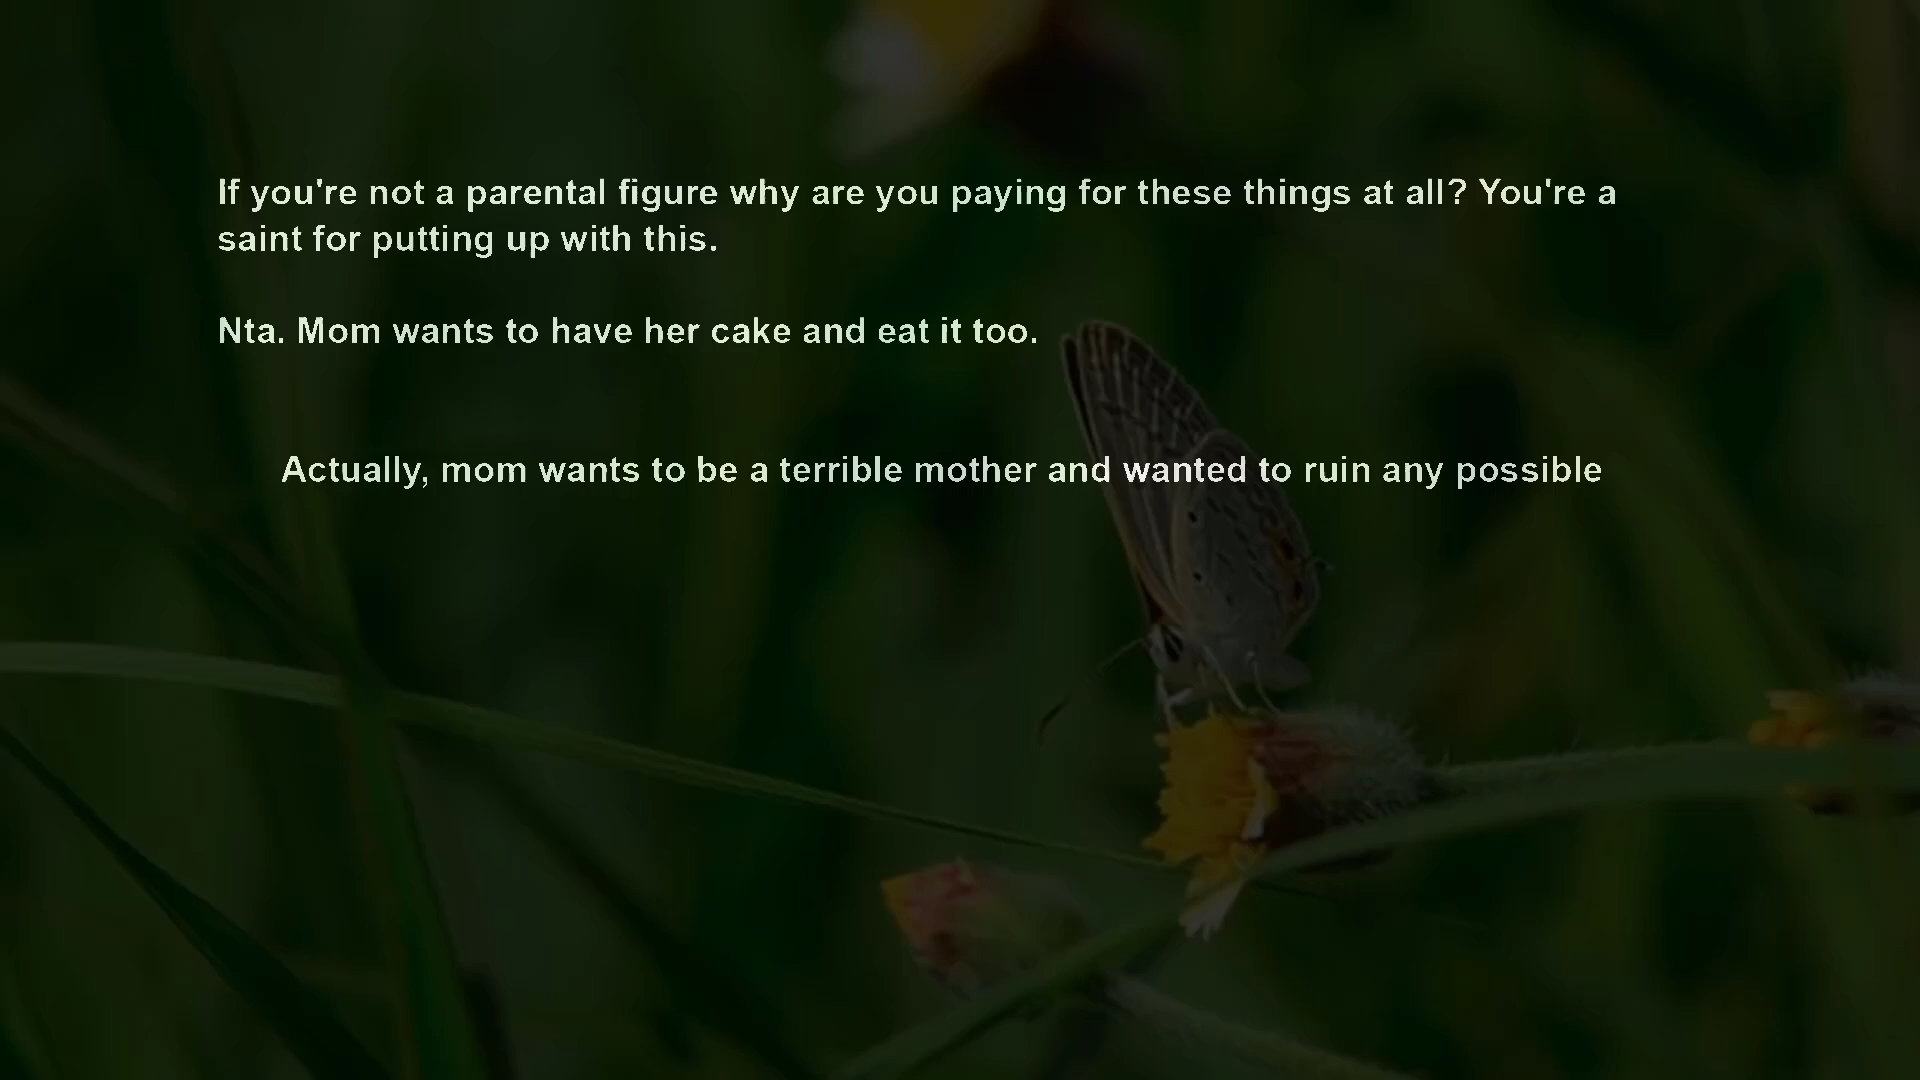 If you're not a parental figure why are you paying for these things at all? You're a
saint for putting up with this.
Nta. Mom wants to have her cake and eat it too.
Actually, mom wants to be a terrible mother and wanted to ruin any possible